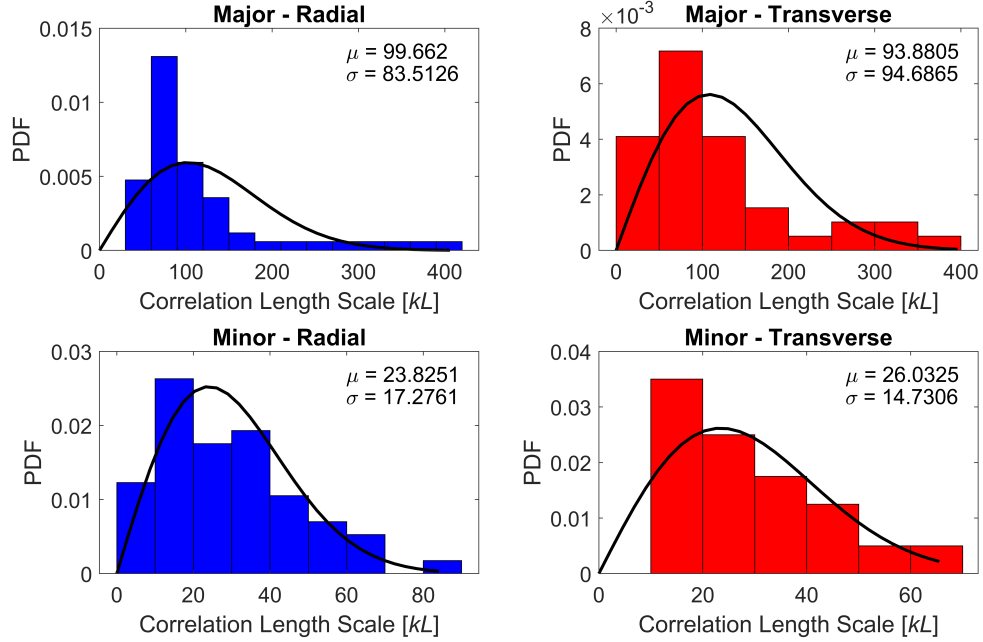 Major - Radial
0.015
0.01
0.005
0
PDF
μ = 99.662
σ = 83.5126
0 100 200 300 400
Correlation Length Scale [kL]
Major - Transverse
×10⁻³
8
6
4
2
0
PDF
μ = 93.8805
σ = 94.6865
0 100 200 300 400
Correlation Length Scale [kL]
Minor - Radial
0.03
0.02
0.01
0
PDF
μ = 23.8251
σ = 17.2761
0 20 40 60 80
Correlation Length Scale [kL]
Minor - Transverse
0.04
0.03
0.02
0.01
0
PDF
μ = 26.0325
σ = 14.7306
0 20 40 60
Correlation Length Scale [kL]